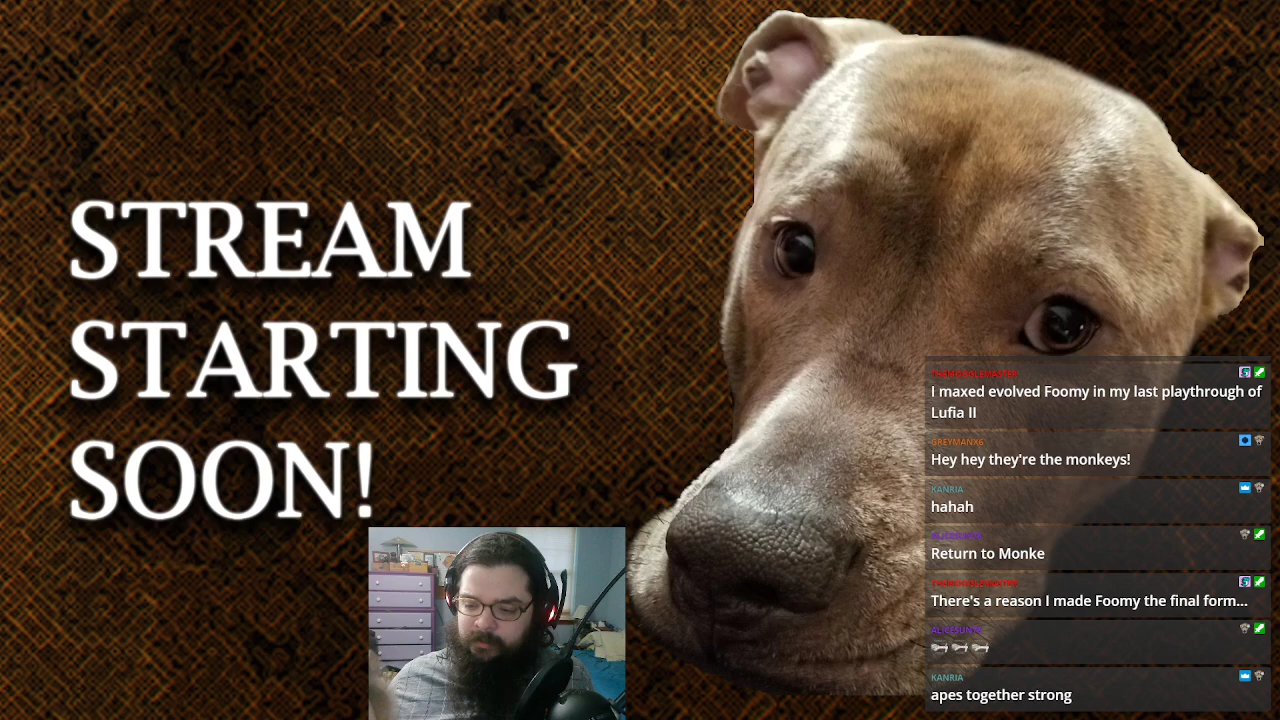 STREAM
STARTING
SOON!
I maxed evolved Foomy in my last playthrough of
Lufia II
GREYMANX6
Hey hey they're the monkeys!
KANRIA
hahah
Return to Monke
There's a reason I made Foomy the final form...
KANRIA
apes together strong